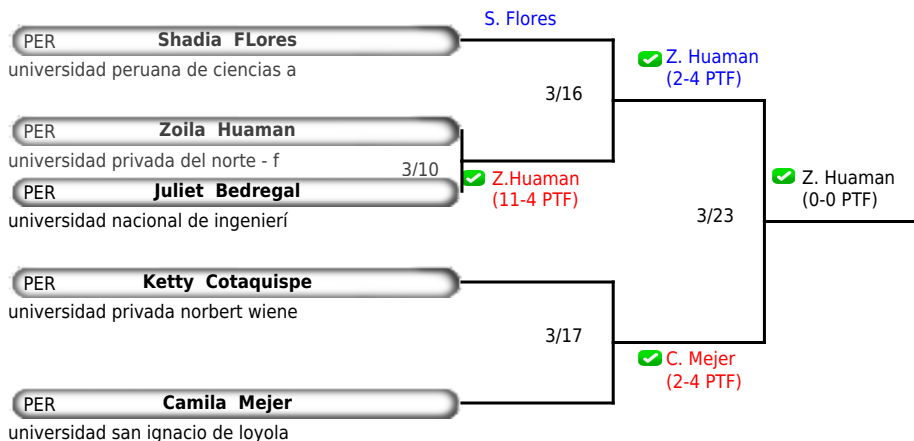 S. Flores
PER Shadia FLores
universidad peruana de ciencias a
Z. Huaman
(2-4 PTF)
3/16
PER Zoila Huaman
universidad privada del norte - f
3/10
Z.Huaman
(11-4 PTF)
Z. Huaman
(0-0 PTF)
PER Juliet Bedregal
universidad nacional de ingenierí
3/23
PER Ketty Cotaquispe
universidad privada norbert wiene
3/17
C. Mejer
(2-4 PTF)
PER Camila Mejer
universidad san ignacio de loyola